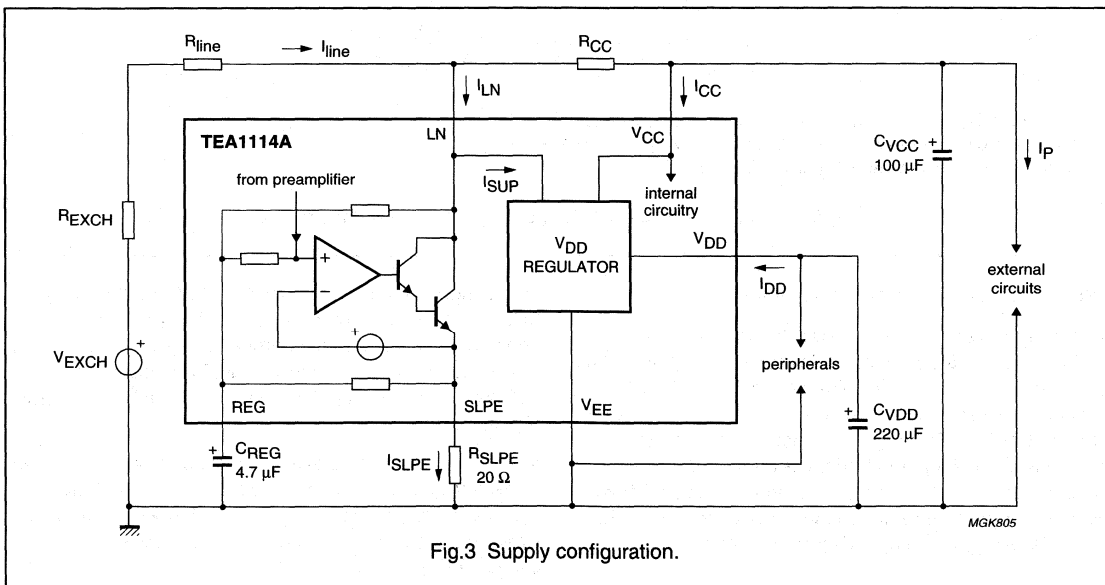 Rline
Iline
RCC
ILN
ICC
TEA1114A
LN
VCC
CVCC +
100 μF
IP
from preamplifier
ISUP
internal
circuitry
REXCH
VDD
REGULATOR
VDD
+
−
IDD
external
circuits
+
VEXCH
+
peripherals
REG
SLPE
VEE
+ CVDD
220 μF
+ CREG
4.7 μF
ISLPE
RSLPE
20 Ω
MGK805
Fig.3 Supply configuration.